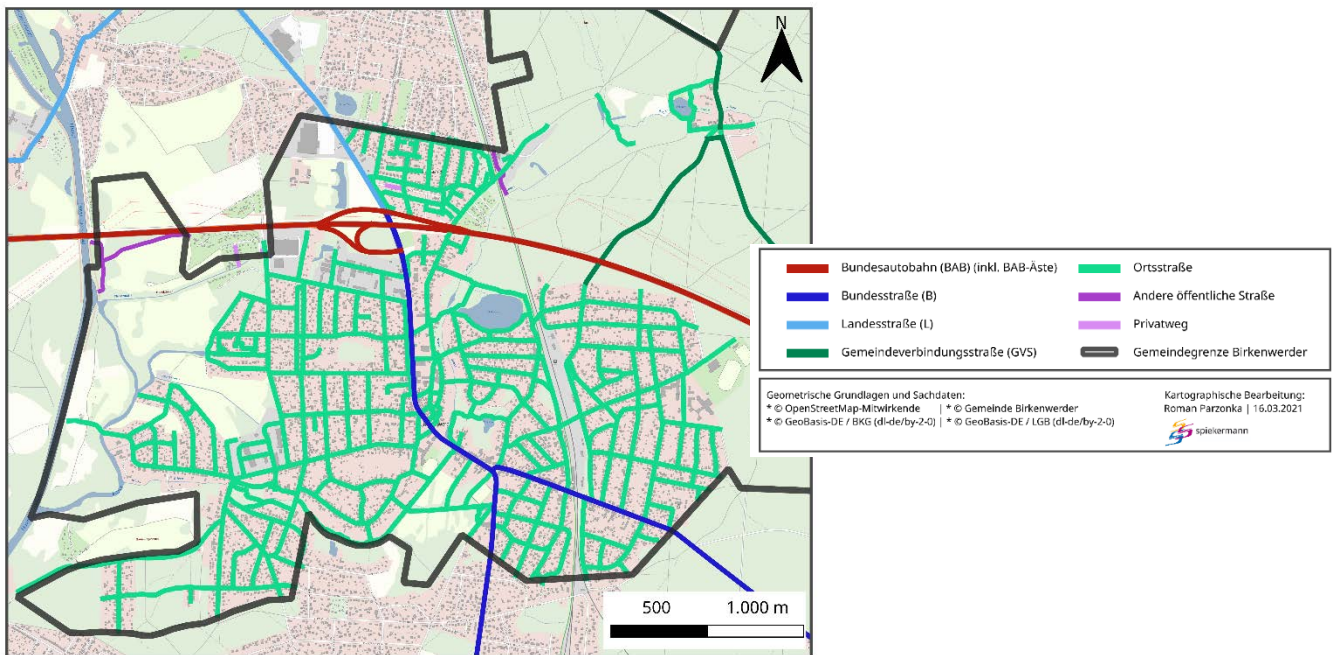 N
500
1.000 m
Bundesautobahn (BAB) (inkl. BAB-Äste)
Bundesstraße (B)
Landesstraße (L)
Gemeindeverbindungsstraße (GVS)
Ortsstraße
Andere öffentliche Straße
Privatweg
Gemeindegrenze Birkenwerder
Geometrische Grundlagen und Sachdaten:
* © OpenStreetMap-Mitwirkende | * © Gemeinde Birkenwerder
* © GeoBasis-DE / BKG (dl-de/by-2-0) | * © GeoBasis-DE / LGB (dl-de/by-2-0)
Kartographische Bearbeitung:
Roman Parzonka | 16.03.2021
spiekermann